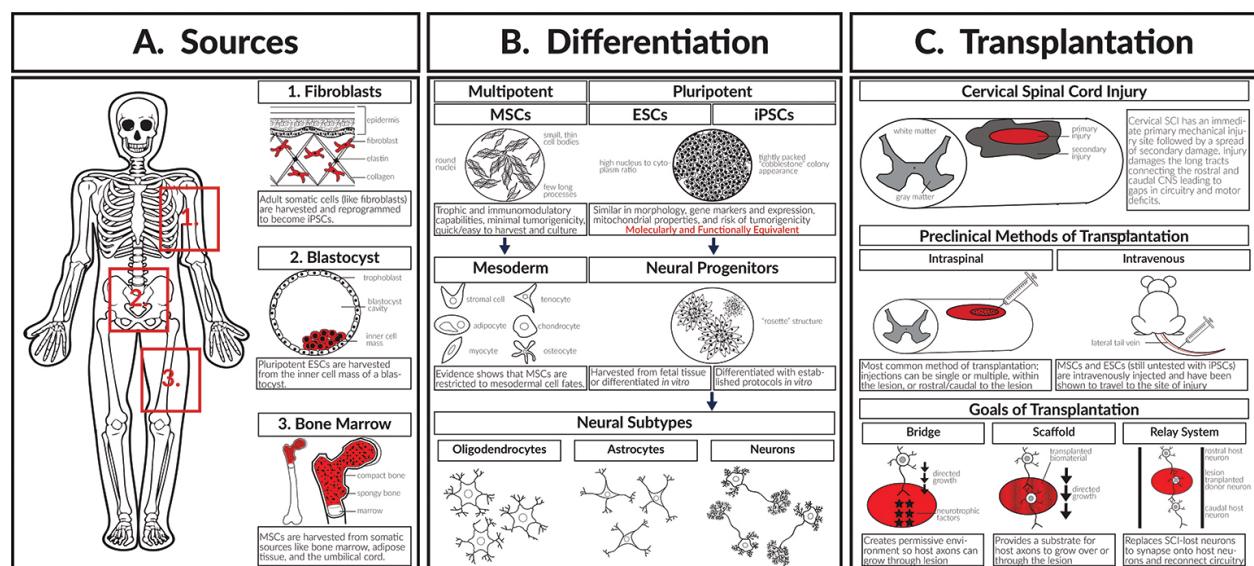 A. Sources
1. Fibroblasts
epidermis
fibroblast
elastin
collagen
Adult somatic cells (like fibroblasts)
are harvested and reprogrammed
to become iPSCs.
1.
2. Blastocyst
trophoblast
blastocyst
cavity
inner cell
mass
Pluripotent ESCs are harvested
from the inner cell mass of a blas-
tocyst.
2.
3. Bone Marrow
compact bone
spongy bone
marrow
MSCs are harvested from somatic
sources like bone marrow, adipose
tissue, and the umbilical cord.
3.
B. Differentiation
Multipotent
MSCs
round
nuclei
small, thin
cell bodies
few long
processes
Trophic and immunomodulatory
capabilities, minimal tumorigenicity,
quick/easy to harvest and culture
Pluripotent
ESCs
iPSCs
high nucleus to cyto-
plasm ratio
tightly packed
"cobblestone" colony
appearance
Similar in morphology, gene markers and expression,
mitochondrial properties, and risk of tumorigenicity
Molecularly and Functionally Equivalent
Mesoderm
stromal cell
tenocyte
adipocyte
chondrocyte
myocyte
osteocyte
Evidence shows that MSCs are
restricted to mesodermal cell fates.
Neural Progenitors
"rosette" structure
Harvested from fetal tissue
or differentiated in vitro
Differentiated with estab-
lished protocols in vitro
Neural Subtypes
Oligodendrocytes
Astrocytes
Neurons
C. Transplantation
Cervical Spinal Cord Injury
white matter
gray matter
primary
injury
secondary
injury
Cervical SCI has an immedi-
ate primary mechanical inju-
ry site followed by a spread
of secondary damage. Injury
damages the long tracts
connecting the rostral and
caudal CNS leading to
gaps in circuitry and motor
deficits.
Preclinical Methods of Transplantation
Intraspinal
Most common method of transplantation;
injections can be single or multiple, within
the lesion, or rostral/caudal to the lesion
Intravenous
lateral tail vein
MSCs and ESCs (still untested with iPSCs)
are intravenously injected and have been
shown to travel to the site of injury
Goals of Transplantation
Bridge
directed
growth
neurotrophic
factors
Creates permissive envi-
ronment so host axons can
grow through lesion
Scaffold
transplanted
biomaterial
directed
growth
Provides a substrate for
host axons to grow over or
through the lesion
Relay System
rostral host
neuron
lesion
tranplanted
donor neuron
caudal host
neuron
Replaces SCI-lost neurons
to synapse onto host neu-
rons and reconnect circuitry